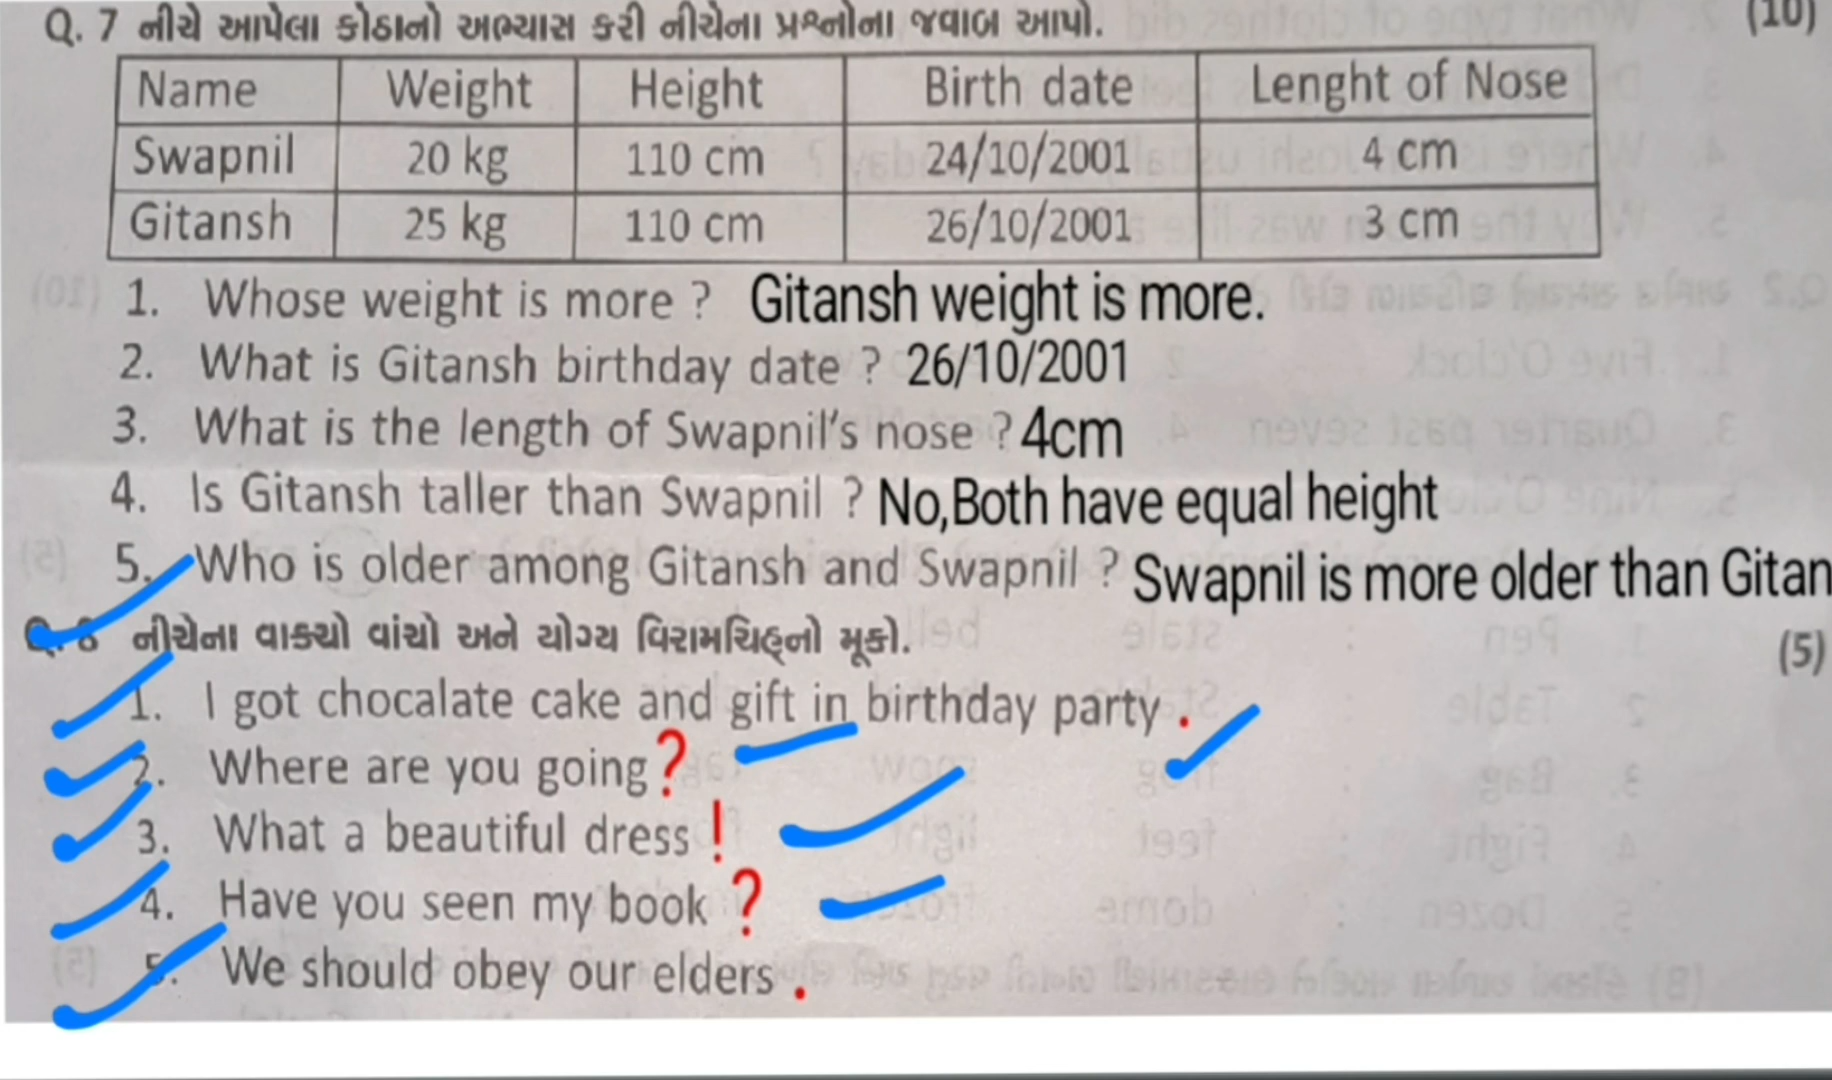 Q. 7 નીચે આપેલા કોઠાનો અભ્યાસ કરી નીચેના પ્રશ્નોના જવાબ આપો. (10)
Name Weight Height Birth date Lenght of Nose
Swapnil 20 kg 110 cm 24/10/2001 4 cm
Gitansh 25 kg 110 cm 26/10/2001 3 cm
1. Whose weight is more ? Gitansh weight is more.
2. What is Gitansh birthday date ? 26/10/2001
3. What is the length of Swapnil's nose ? 4cm
4. Is Gitansh taller than Swapnil ? No,Both have equal height
5. Who is older among Gitansh and Swapnil ? Swapnil is more older than Gitan
Q. 8 નીચેના વાક્યો વાંચો અને યોગ્ય વિરામચિહ્નો મૂકો. (5)
1. I got chocalate cake and gift in birthday party .
2. Where are you going ?
3. What a beautiful dress !
4. Have you seen my book ?
5. We should obey our elders .